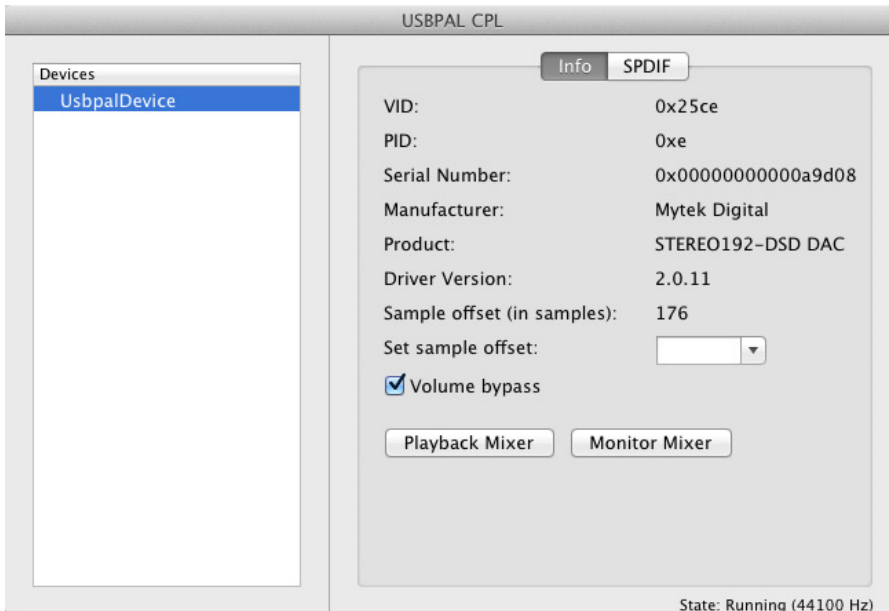 USBPAL CPL
Devices
UsbpalDevice
Info SPDIF
VID: 0x25ce
PID: 0xe
Serial Number: 0x00000000000a9d08
Manufacturer: Mytek Digital
Product: STEREO192-DSD DAC
Driver Version: 2.0.11
Sample offset (in samples): 176
Set sample offset:
Volume bypass
Playback Mixer Monitor Mixer
State: Running (44100 Hz)